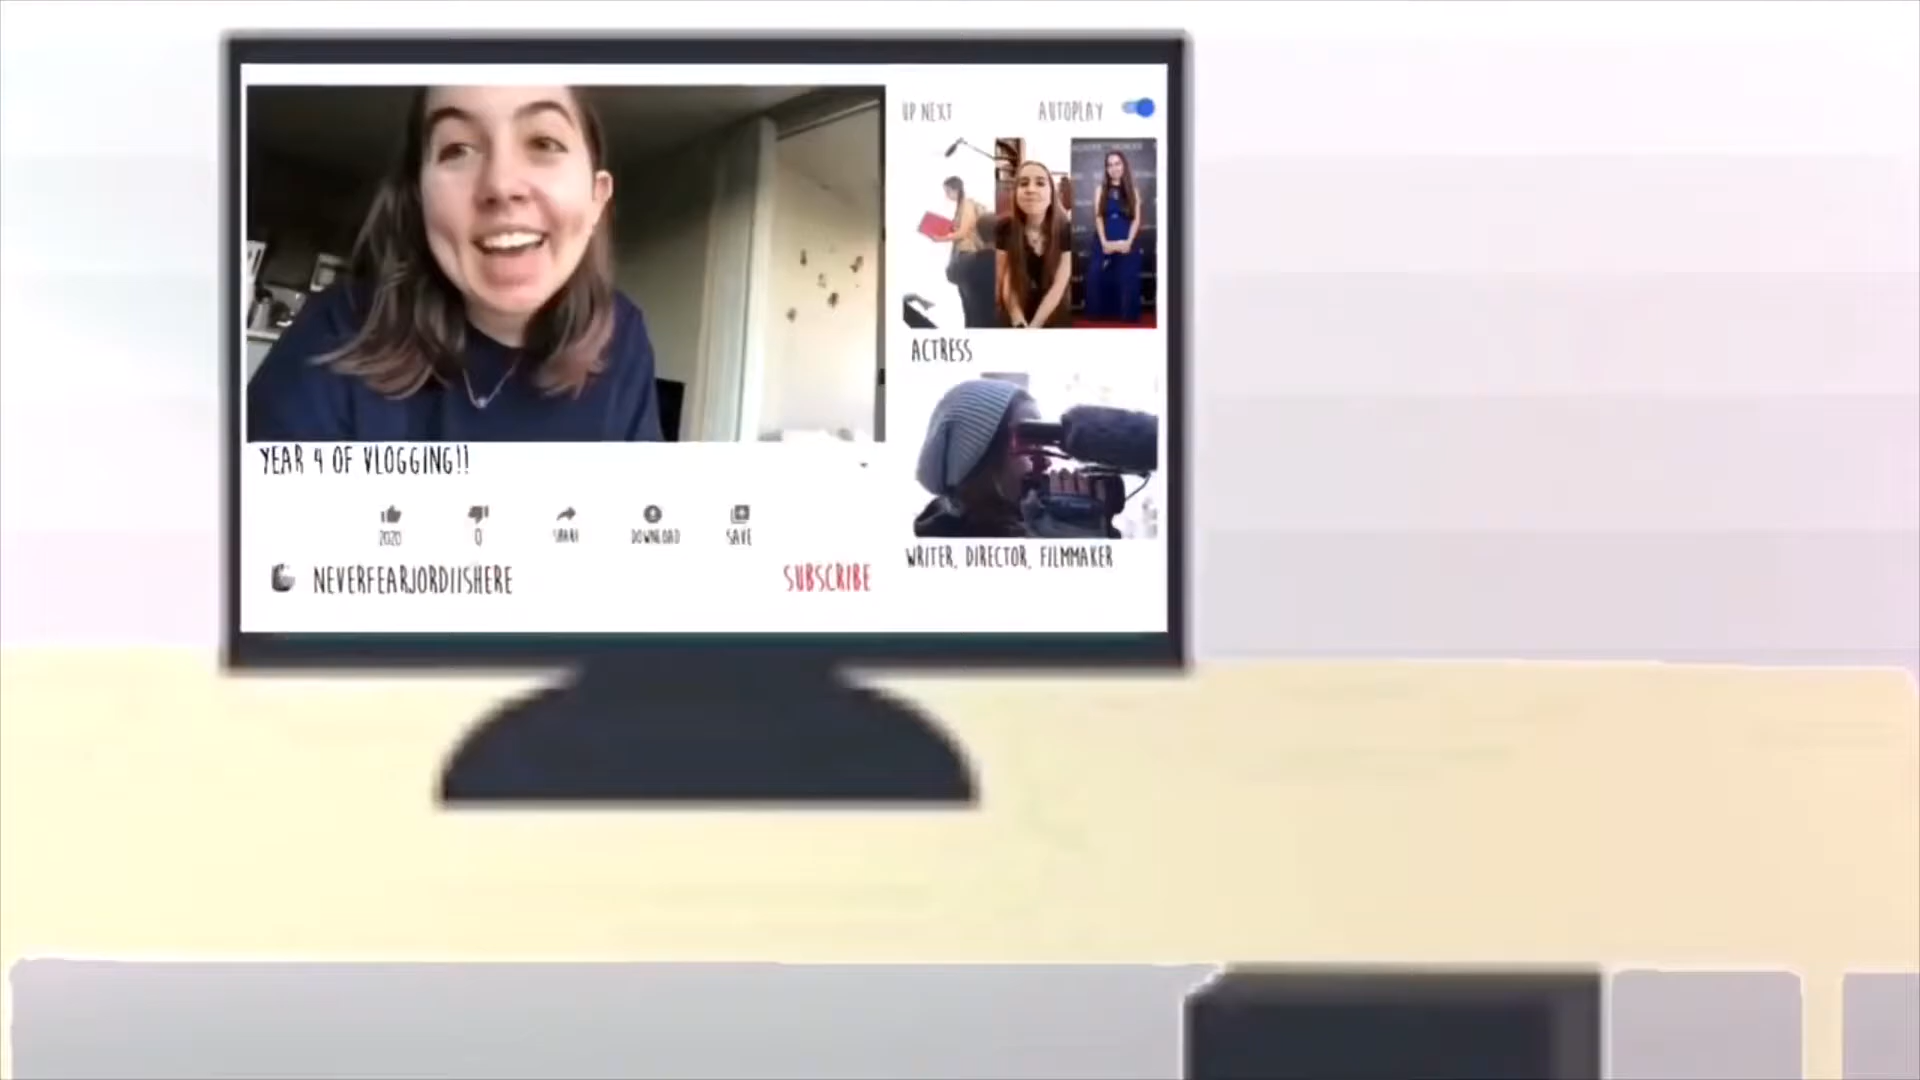 UP NEXT AUTOPLAY
ACTRESS
YEAR 4 OF VLOGGING!!
2020 0 SHARE DOWNLOAD SAVE
NEVERFEARJORDIISHERE SUBSCRIBE
WRITER, DIRECTOR, FILMMAKER